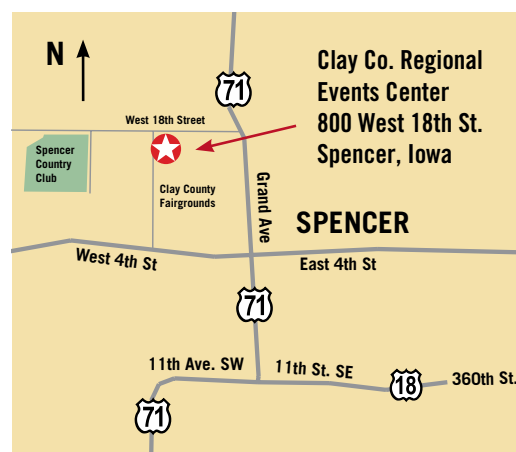 N
71
Clay Co. Regional
Events Center
800 West 18th St.
Spencer, Iowa
West 18th Street
Spencer
Country
Club
Clay County
Fairgrounds
Grand Ave
SPENCER
West 4th St
East 4th St
71
11th Ave. SW
11th St. SE
18
360th St.
71